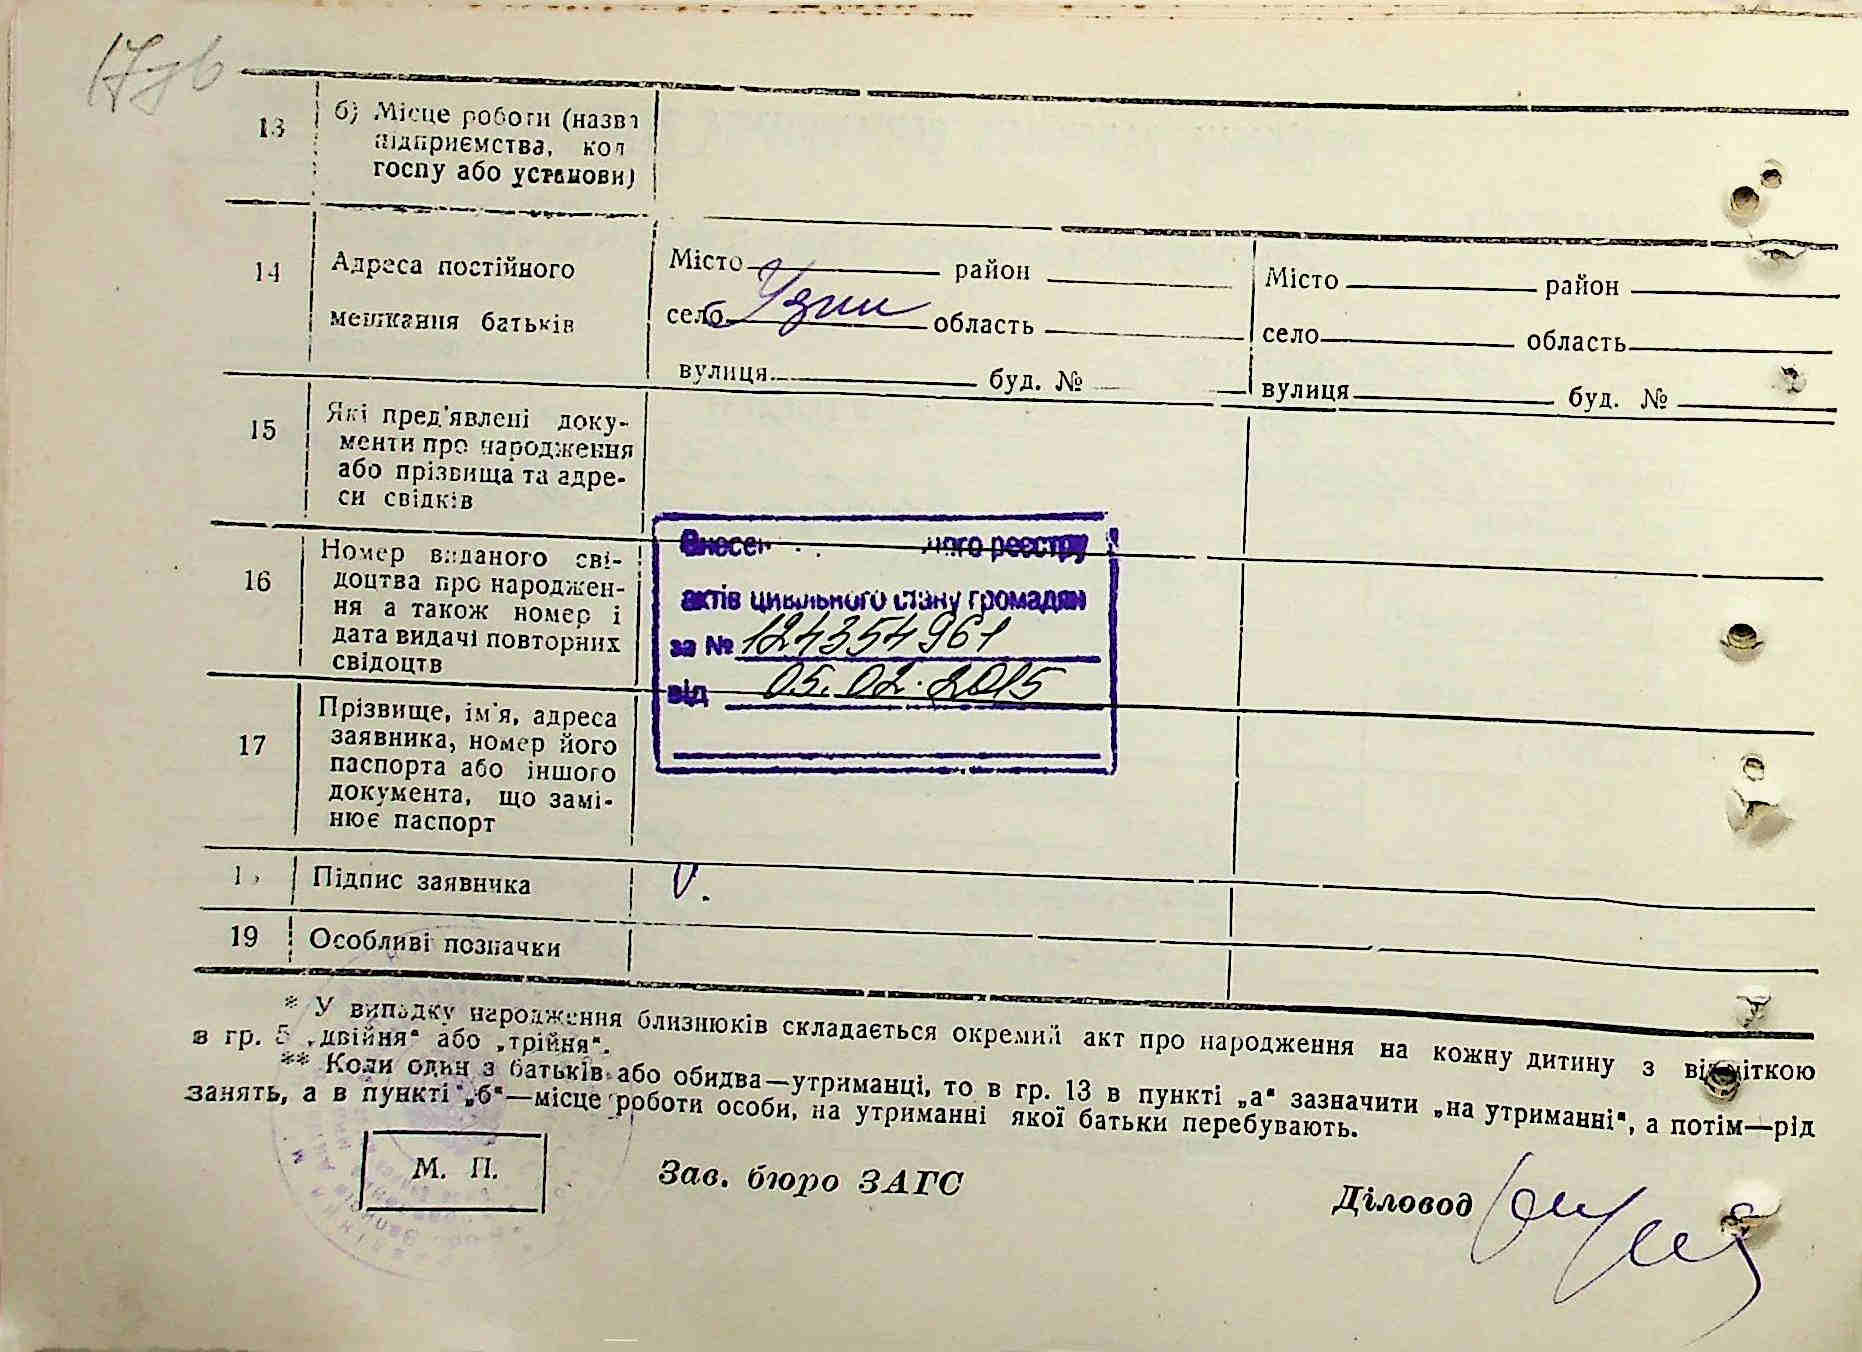 13 б) Місце роботи (назва
підприємства, кол
госпу або установи)
14 Адреса постійного
мешкання батьків
Місто район
село Узин область
вулиця буд. №
Місто район
село область
вулиця буд. №
15 Які пред'явлені доку-
менти про народження
або прізвища та адре-
си свідків
16 Номер виданого сві-
доцтва про народжен-
ня а також номер і
дата видачі повторних
свідоцтв
Внесен ного реєстру
актів цивільного стану громадян
за № 124354961
від 05.02.2015
17 Прізвище, ім'я, адреса
заявника, номер його
паспорта або іншого
документа, що замі-
нює паспорт
Підпис заявника V.
19 Особливі позначки
* У випадку народження близнюків складається окремий акт про народження на кожну дитину з відміткою
в гр. 5 „двійня“ або „трійня“.
** Коли один з батьків або обидва—утриманці, то в гр. 13 в пункті „а“ зазначити „на утриманні“, а потім—рід
занять, а в пункті „б“—місце роботи особи, на утриманні якої батьки перебувають.
М. П.
Зав. бюро ЗАГС
Діловод